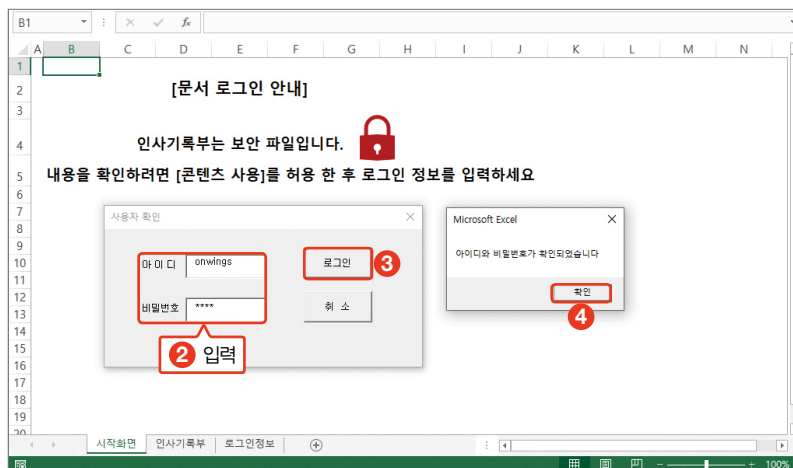 B1
A B C D E F G H I J K L M N
1
2 [문서 로그인 안내]
3
4 인사기록부는 보안 파일입니다.
5 내용을 확인하려면 [콘텐츠 사용]를 허용 한 후 로그인 정보를 입력하세요
6
7
8
9
10
11
12
13
14
15
16
17
18
19
20
사용자 확인
아 이 디 onwings
로그인 3
비밀번호 ****
취 소
2 입력
Microsoft Excel
아이디와 비밀번호가 확인되었습니다
확인
4
시작화면 인사기록부 로그인정보
100%